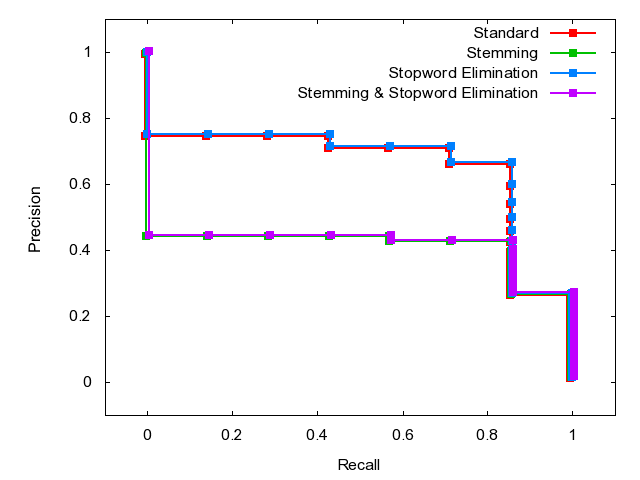 Standard
Stemming
Stopword Elimination
Stemming & Stopword Elimination
1
0.8
0.6
0.4
0.2
0
Precision
0 0.2 0.4 0.6 0.8 1
Recall